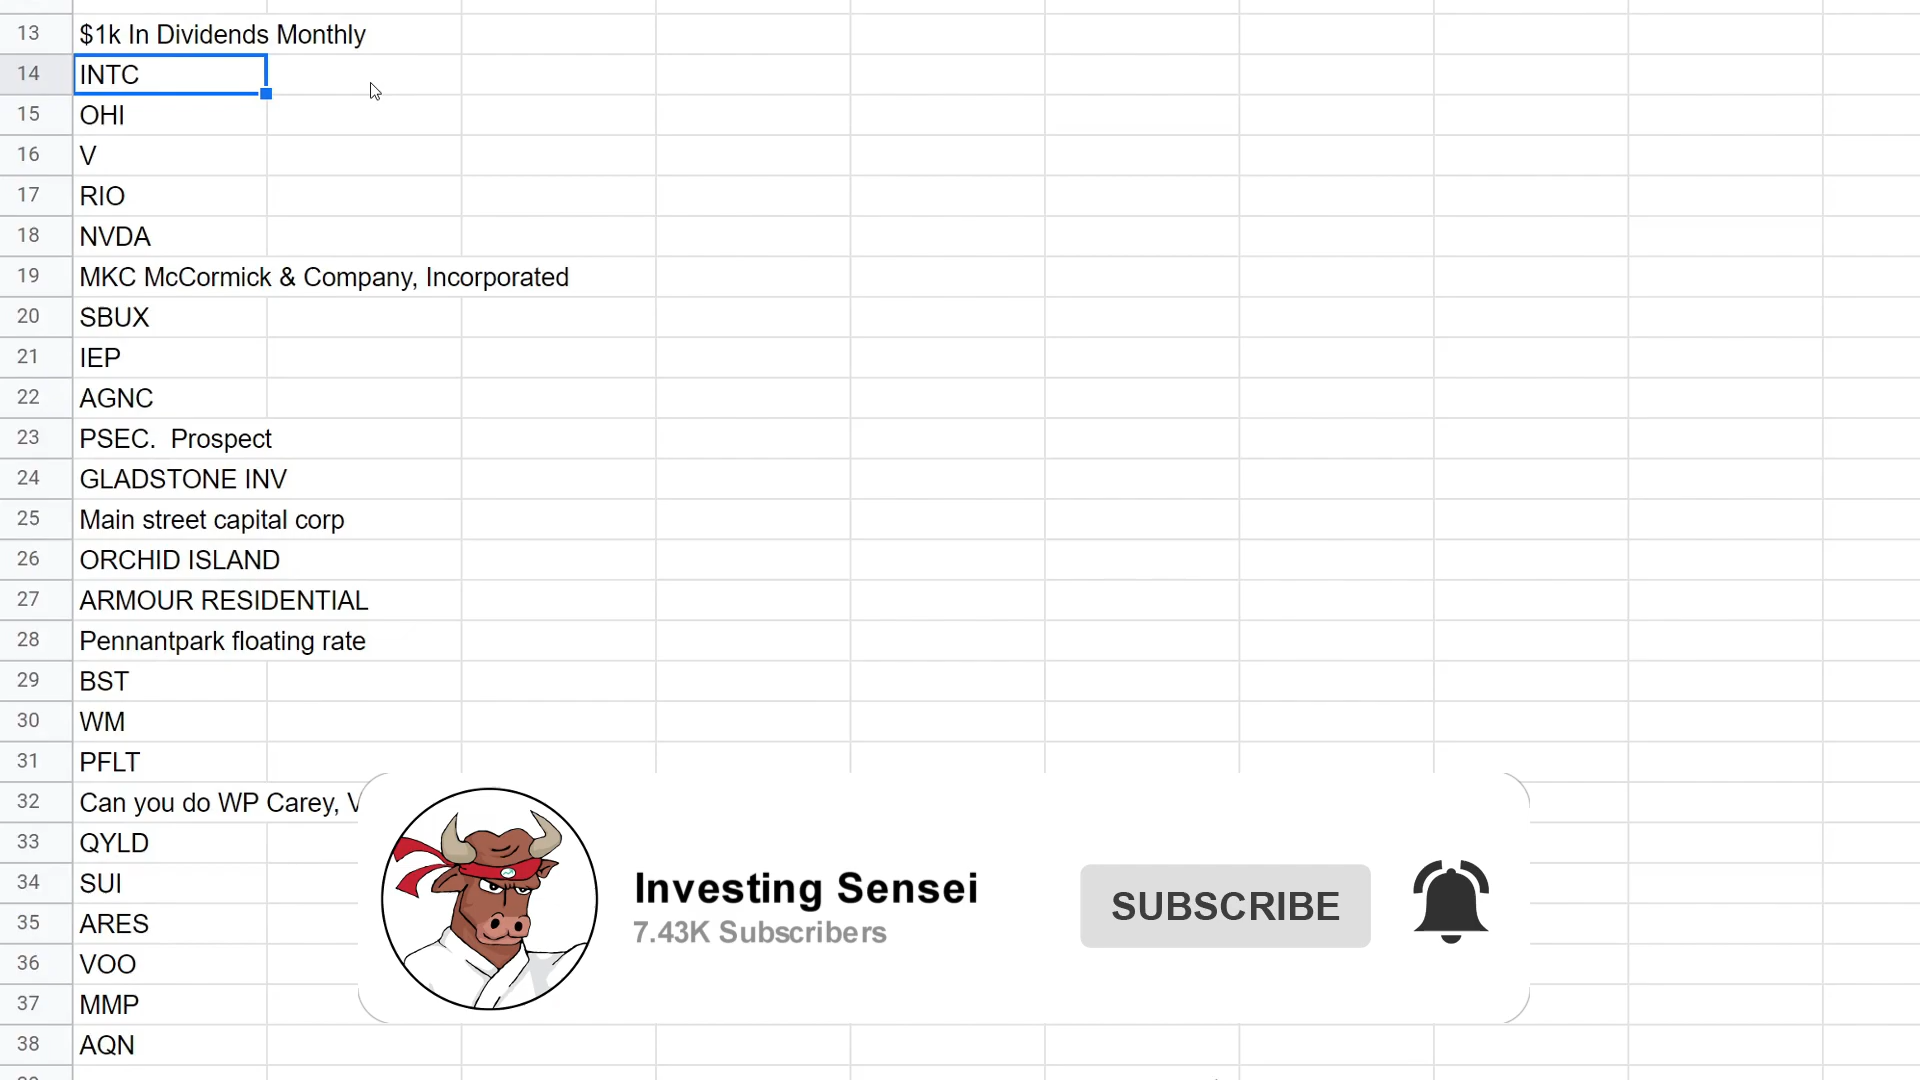 13 $1k In Dividends Monthly
14 INTC
15 OHI
16 V
17 RIO
18 NVDA
19 MKC McCormick & Company, Incorporated
20 SBUX
21 IEP
22 AGNC
23 PSEC.  Prospect
24 GLADSTONE INV
25 Main street capital corp
26 ORCHID ISLAND
27 ARMOUR RESIDENTIAL
28 Pennantpark floating rate
29 BST
30 WM
31 PFLT
32 Can you do WP Carey,
33 QYLD
34 SUI
35 ARES
36 VOO
37 MMP
38 AQN
Investing Sensei
7.43K Subscribers
SUBSCRIBE